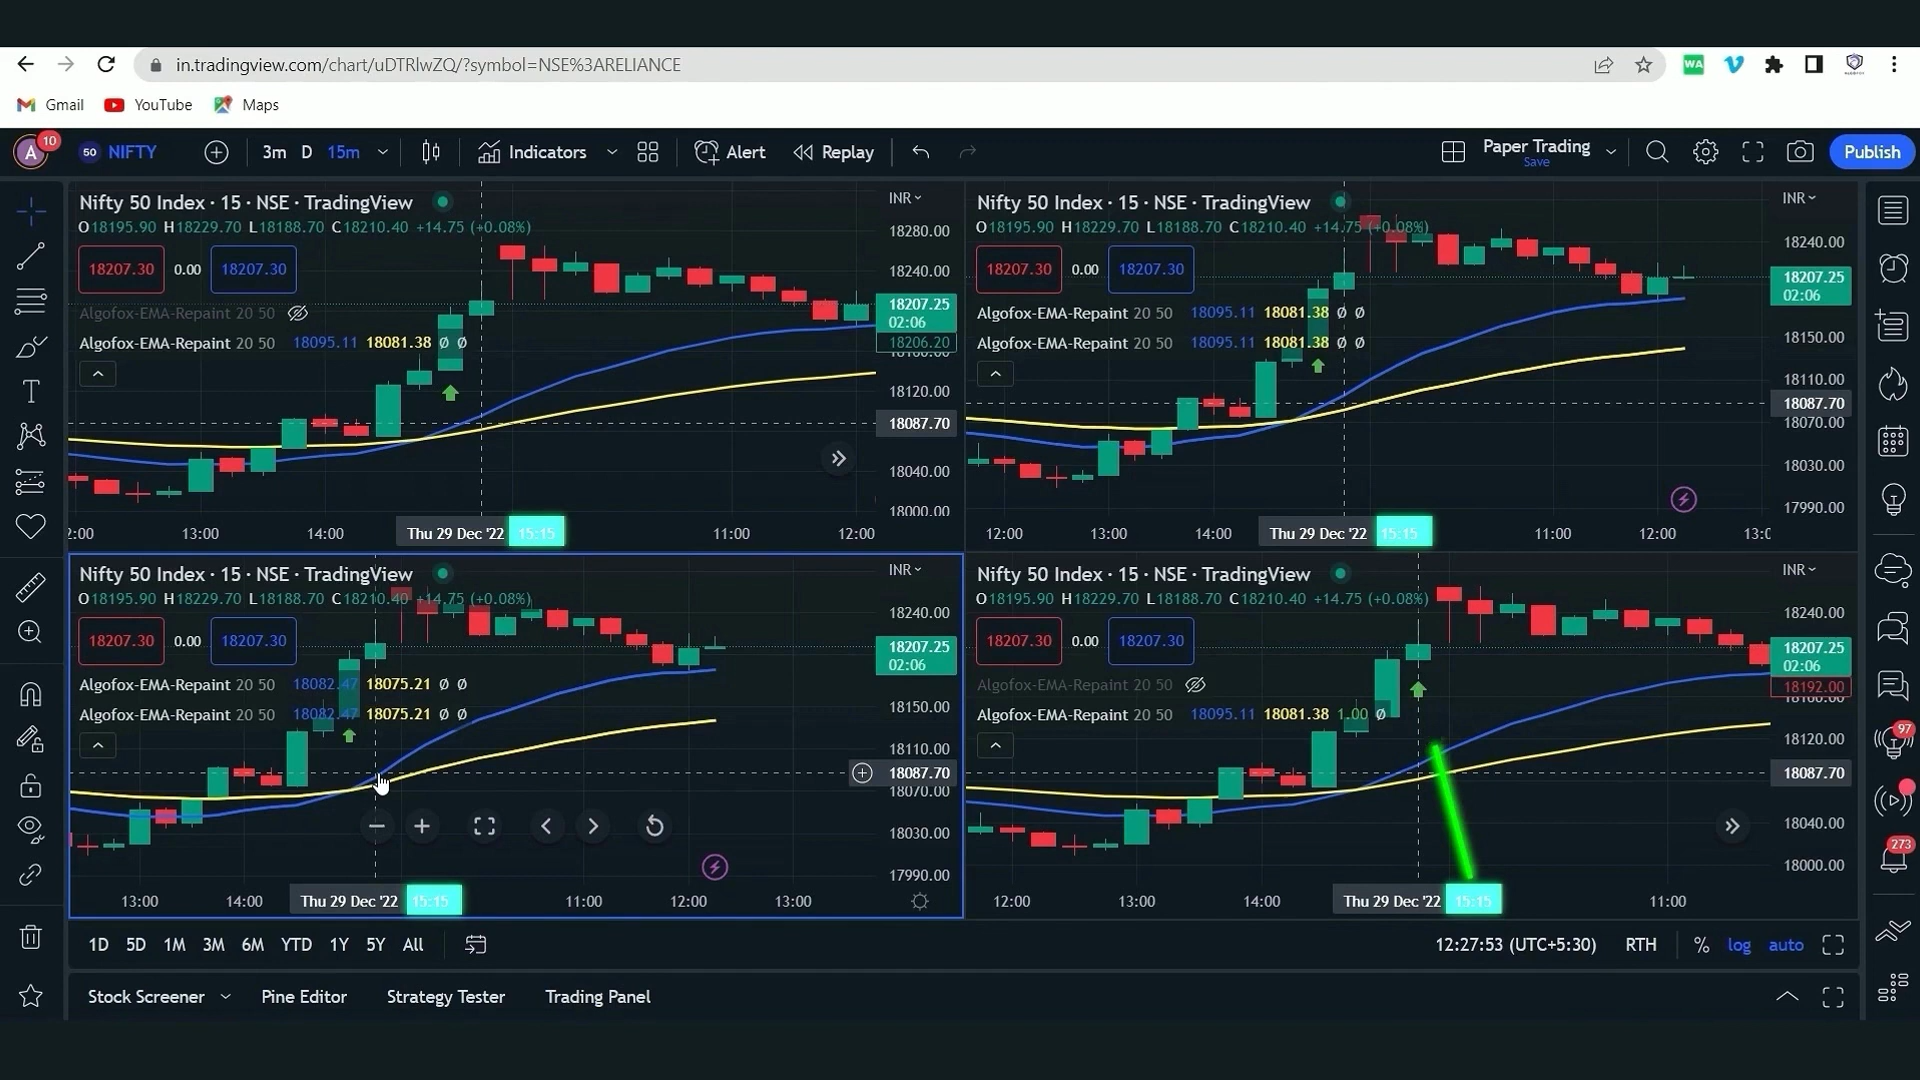 in.tradingview.com/chart/uDTRlwZQ/?symbol=NSE%3ARELIANCE
WA
Gmail YouTube Maps
A 10 50 NIFTY 3m D 15m Indicators Alert Replay Paper Trading Save Publish
Nifty 50 Index · 15 · NSE · TradingView INR
O18195.90 H18229.70 L18188.70 C18210.40 +14.75 (+0.08%)
18207.30 0.00 18207.30
Algofox-EMA-Repaint 20 50
Algofox-EMA-Repaint 20 50 18095.11 18081.38 Ø Ø
18280.00
18240.00
18207.25
02:06
18206.20
18160.00
18120.00
18087.70
18040.00
18000.00
13:00 14:00 Thu 29 Dec '22 15:15 11:00 12:00
Nifty 50 Index · 15 · NSE · TradingView INR
O18195.90 H18229.70 L18188.70 C18210.40 +14.75 (+0.08%)
18207.30 0.00 18207.30
Algofox-EMA-Repaint 20 50 18095.11 18081.38 Ø Ø
Algofox-EMA-Repaint 20 50 18095.11 18081.38 Ø Ø
18240.00
18207.25
02:06
18150.00
18110.00
18087.70
18070.00
18030.00
17990.00
12:00 13:00 14:00 Thu 29 Dec '22 15:15 11:00 12:00
Nifty 50 Index · 15 · NSE · TradingView INR
O18195.90 H18229.70 L18188.70 C18210.40 +14.75 (+0.08%)
18207.30 0.00 18207.30
Algofox-EMA-Repaint 20 50 18082.47 18075.21 Ø Ø
Algofox-EMA-Repaint 20 50 18082.47 18075.21 Ø Ø
18240.00
18207.25
02:06
18150.00
18110.00
18087.70
18070.00
18030.00
17990.00
13:00 14:00 Thu 29 Dec '22 15:15 11:00 12:00 13:00
Nifty 50 Index · 15 · NSE · TradingView INR
O18195.90 H18229.70 L18188.70 C18210.40 +14.75 (+0.08%)
18207.30 0.00 18207.30
Algofox-EMA-Repaint 20 50
Algofox-EMA-Repaint 20 50 18095.11 18081.38 1.00 Ø
18240.00
18207.25
02:06
18192.00
18160.00
18120.00
18087.70
18040.00
18000.00
12:00 13:00 14:00 Thu 29 Dec '22 15:15 11:00
97
273
1D 5D 1M 3M 6M YTD 1Y 5Y All 12:27:53 (UTC+5:30) RTH % log auto
Stock Screener Pine Editor Strategy Tester Trading Panel